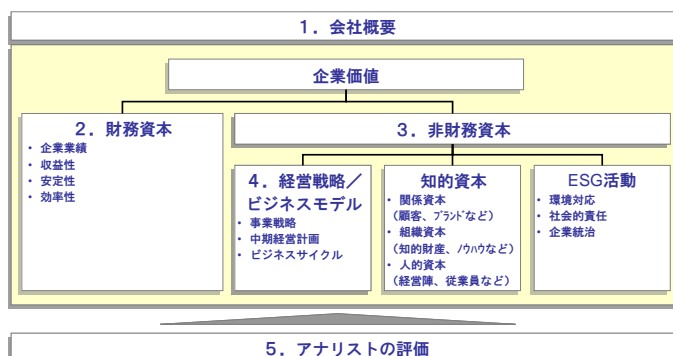 1．会社概要
企業価値
2．財務資本
・ 企業業績
・ 収益性
・ 安定性
・ 効率性
3．非財務資本
4．経営戦略／
ビジネスモデル
・ 事業戦略
・ 中期経営計画
・ ビジネスサイクル
知的資本
・ 関係資本
（顧客、ブランドなど）
・ 組織資本
（知的財産、ノウハウなど）
・ 人的資本
（経営陣、従業員など）
ESG活動
・ 環境対応
・ 社会的責任
・ 企業統治
5．アナリストの評価